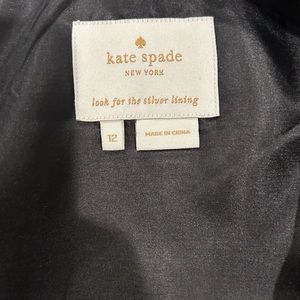 kate spade
NEW YORK
look for the silver lining
12
MADE IN CHINA